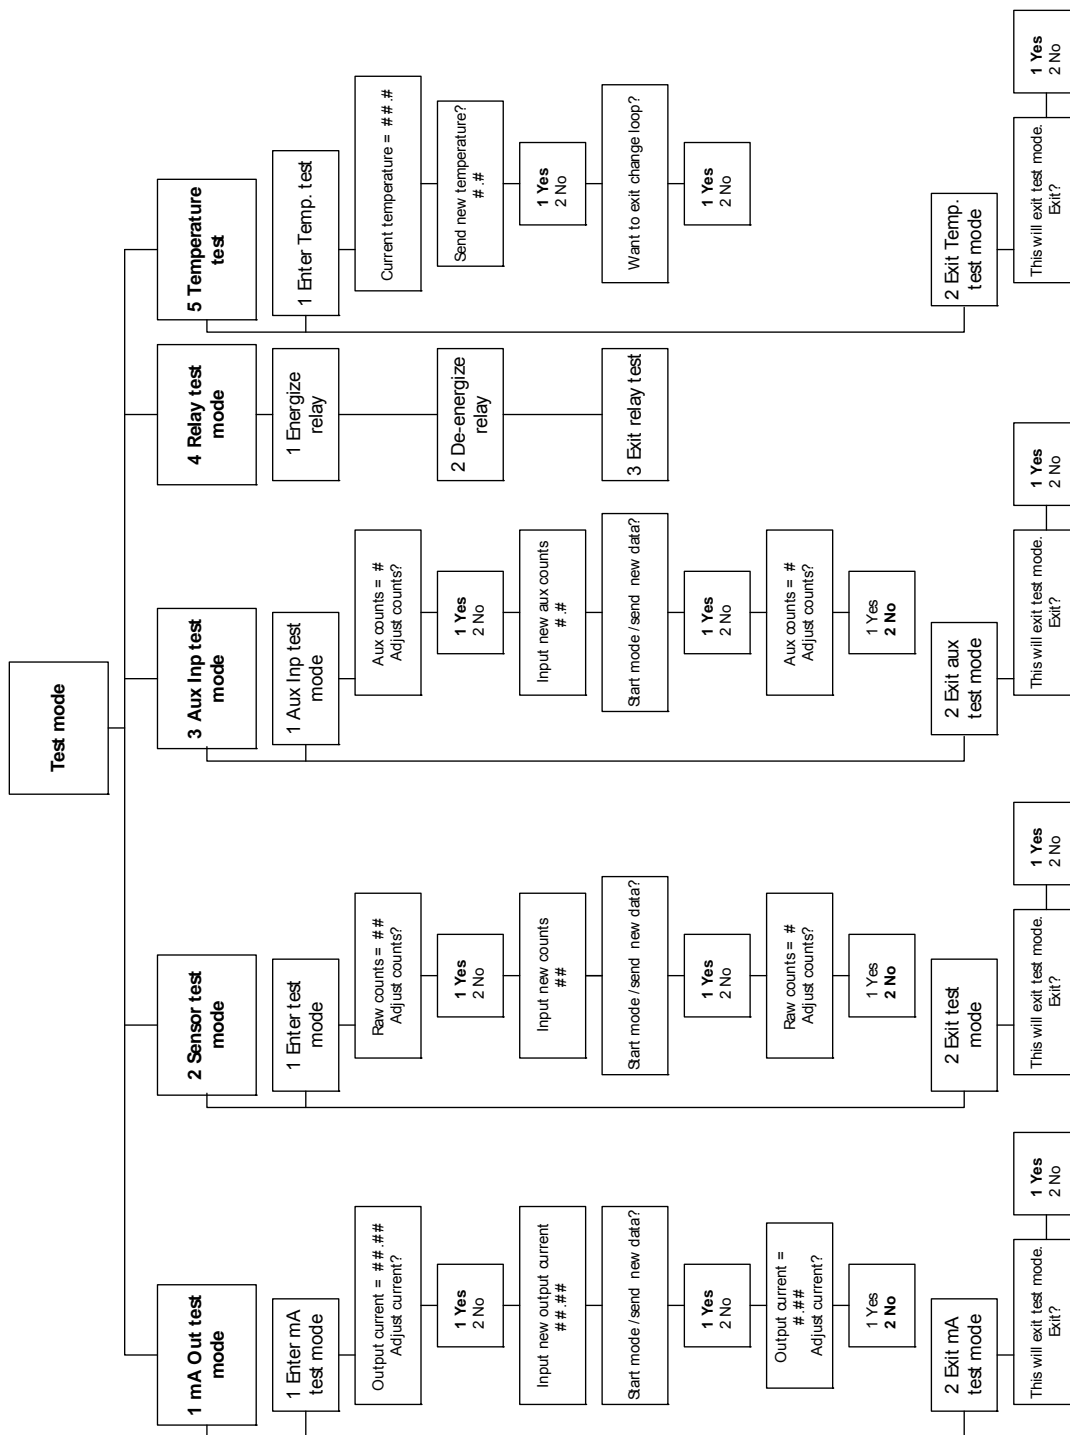 Test mode
1 mA Out test
mode
1 Enter mA
test mode
Output current = ##.##
Adjust current?
1 Yes
2 No
Input new output current
##.##
Start mode / send new data?
1 Yes
2 No
Output current =
#.##
Adjust current?
1 Yes
2 No
2 Exit mA
test mode
This will exit test mode.
Exit?
1 Yes
2 No
2 Sensor test
mode
1 Enter test
mode
Raw counts = ##
Adjust counts?
1 Yes
2 No
Input new counts
##
Start mode / send new data?
1 Yes
2 No
Raw counts = #
Adjust counts?
1 Yes
2 No
2 Exit test
mode
This will exit test mode.
Exit?
1 Yes
2 No
3 Aux Inp test
mode
1 Aux Inp test
mode
Aux counts = #
Adjust counts?
1 Yes
2 No
Input new aux counts
#.#
Start mode / send new data?
1 Yes
2 No
Aux counts = #
Adjust counts?
1 Yes
2 No
2 Exit aux
test mode
This will exit test mode.
Exit?
1 Yes
2 No
4 Relay test
mode
1 Energize
relay
2 De-energize
relay
3 Exit relay test
5 Temperature
test
1 Enter Temp. test
Current temperature = ##.#
Send new temperature?
#.#
1 Yes
2 No
Want to exit change loop?
1 Yes
2 No
2 Exit Temp.
test mode
This will exit test mode.
Exit?
1 Yes
2 No